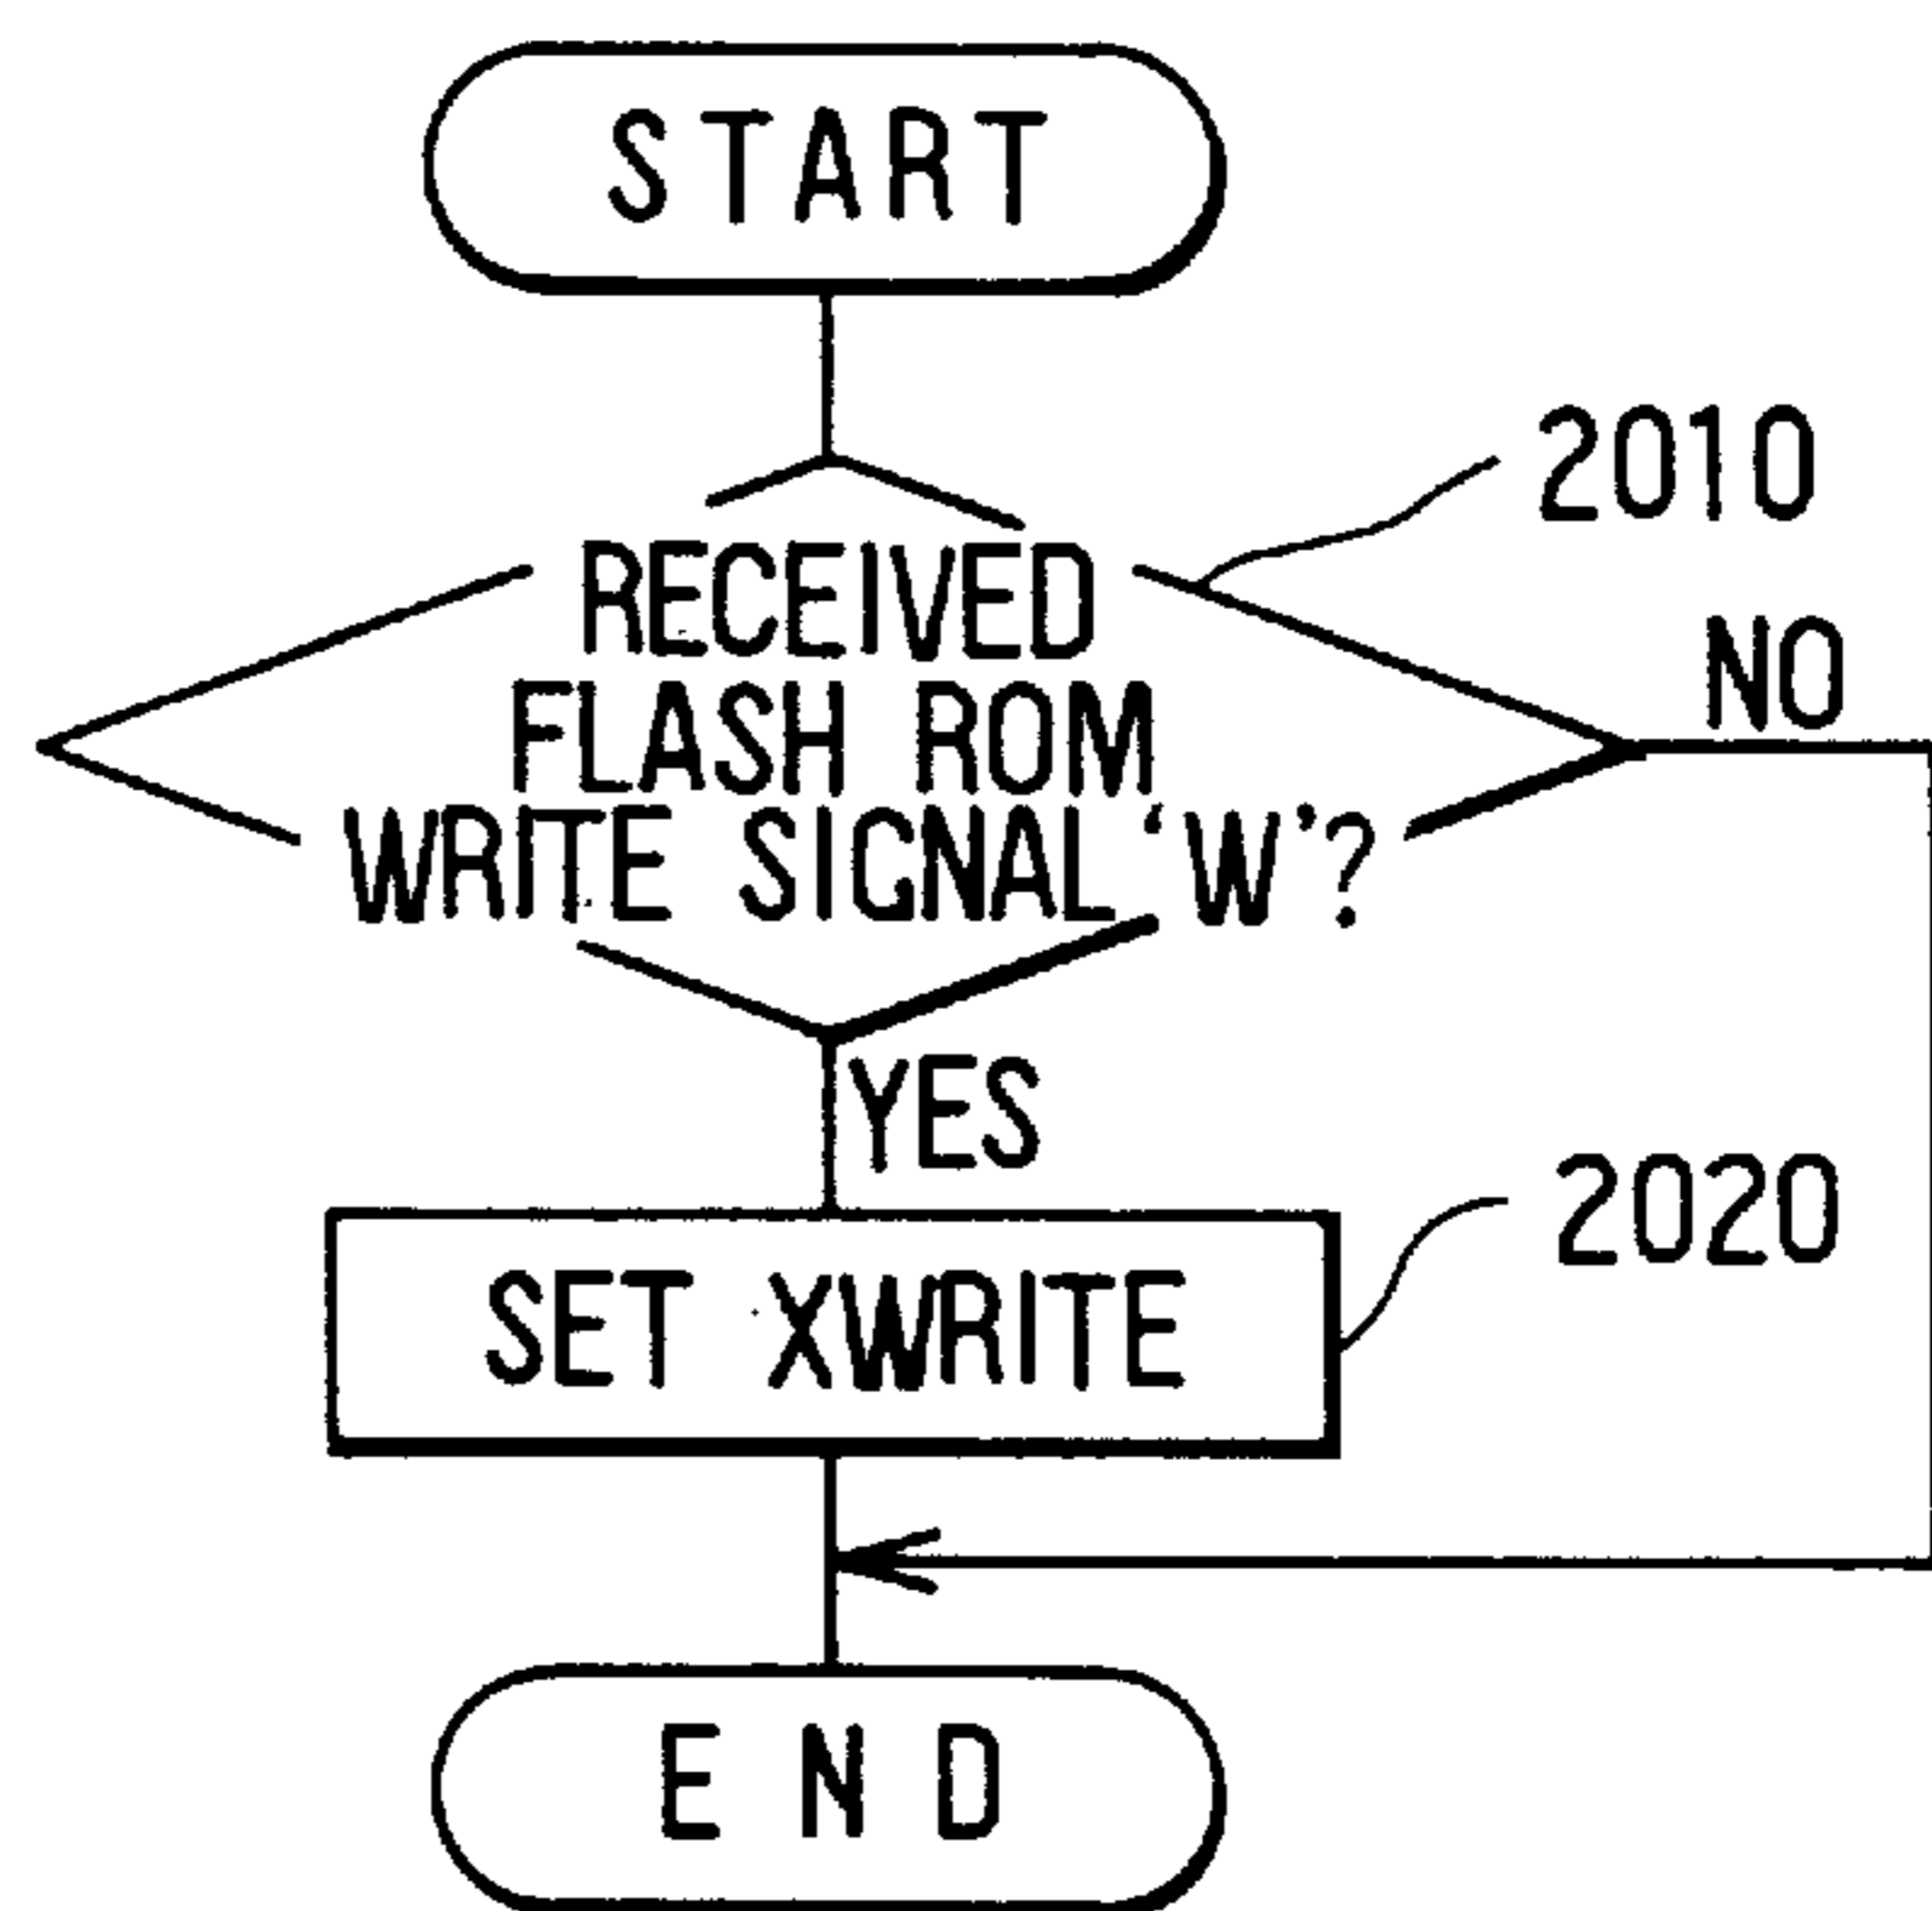 START
2010
RECEIVED
FLASH ROM
WRITE SIGNAL 'W'?
NO
YES
2020
SET XWRITE
END